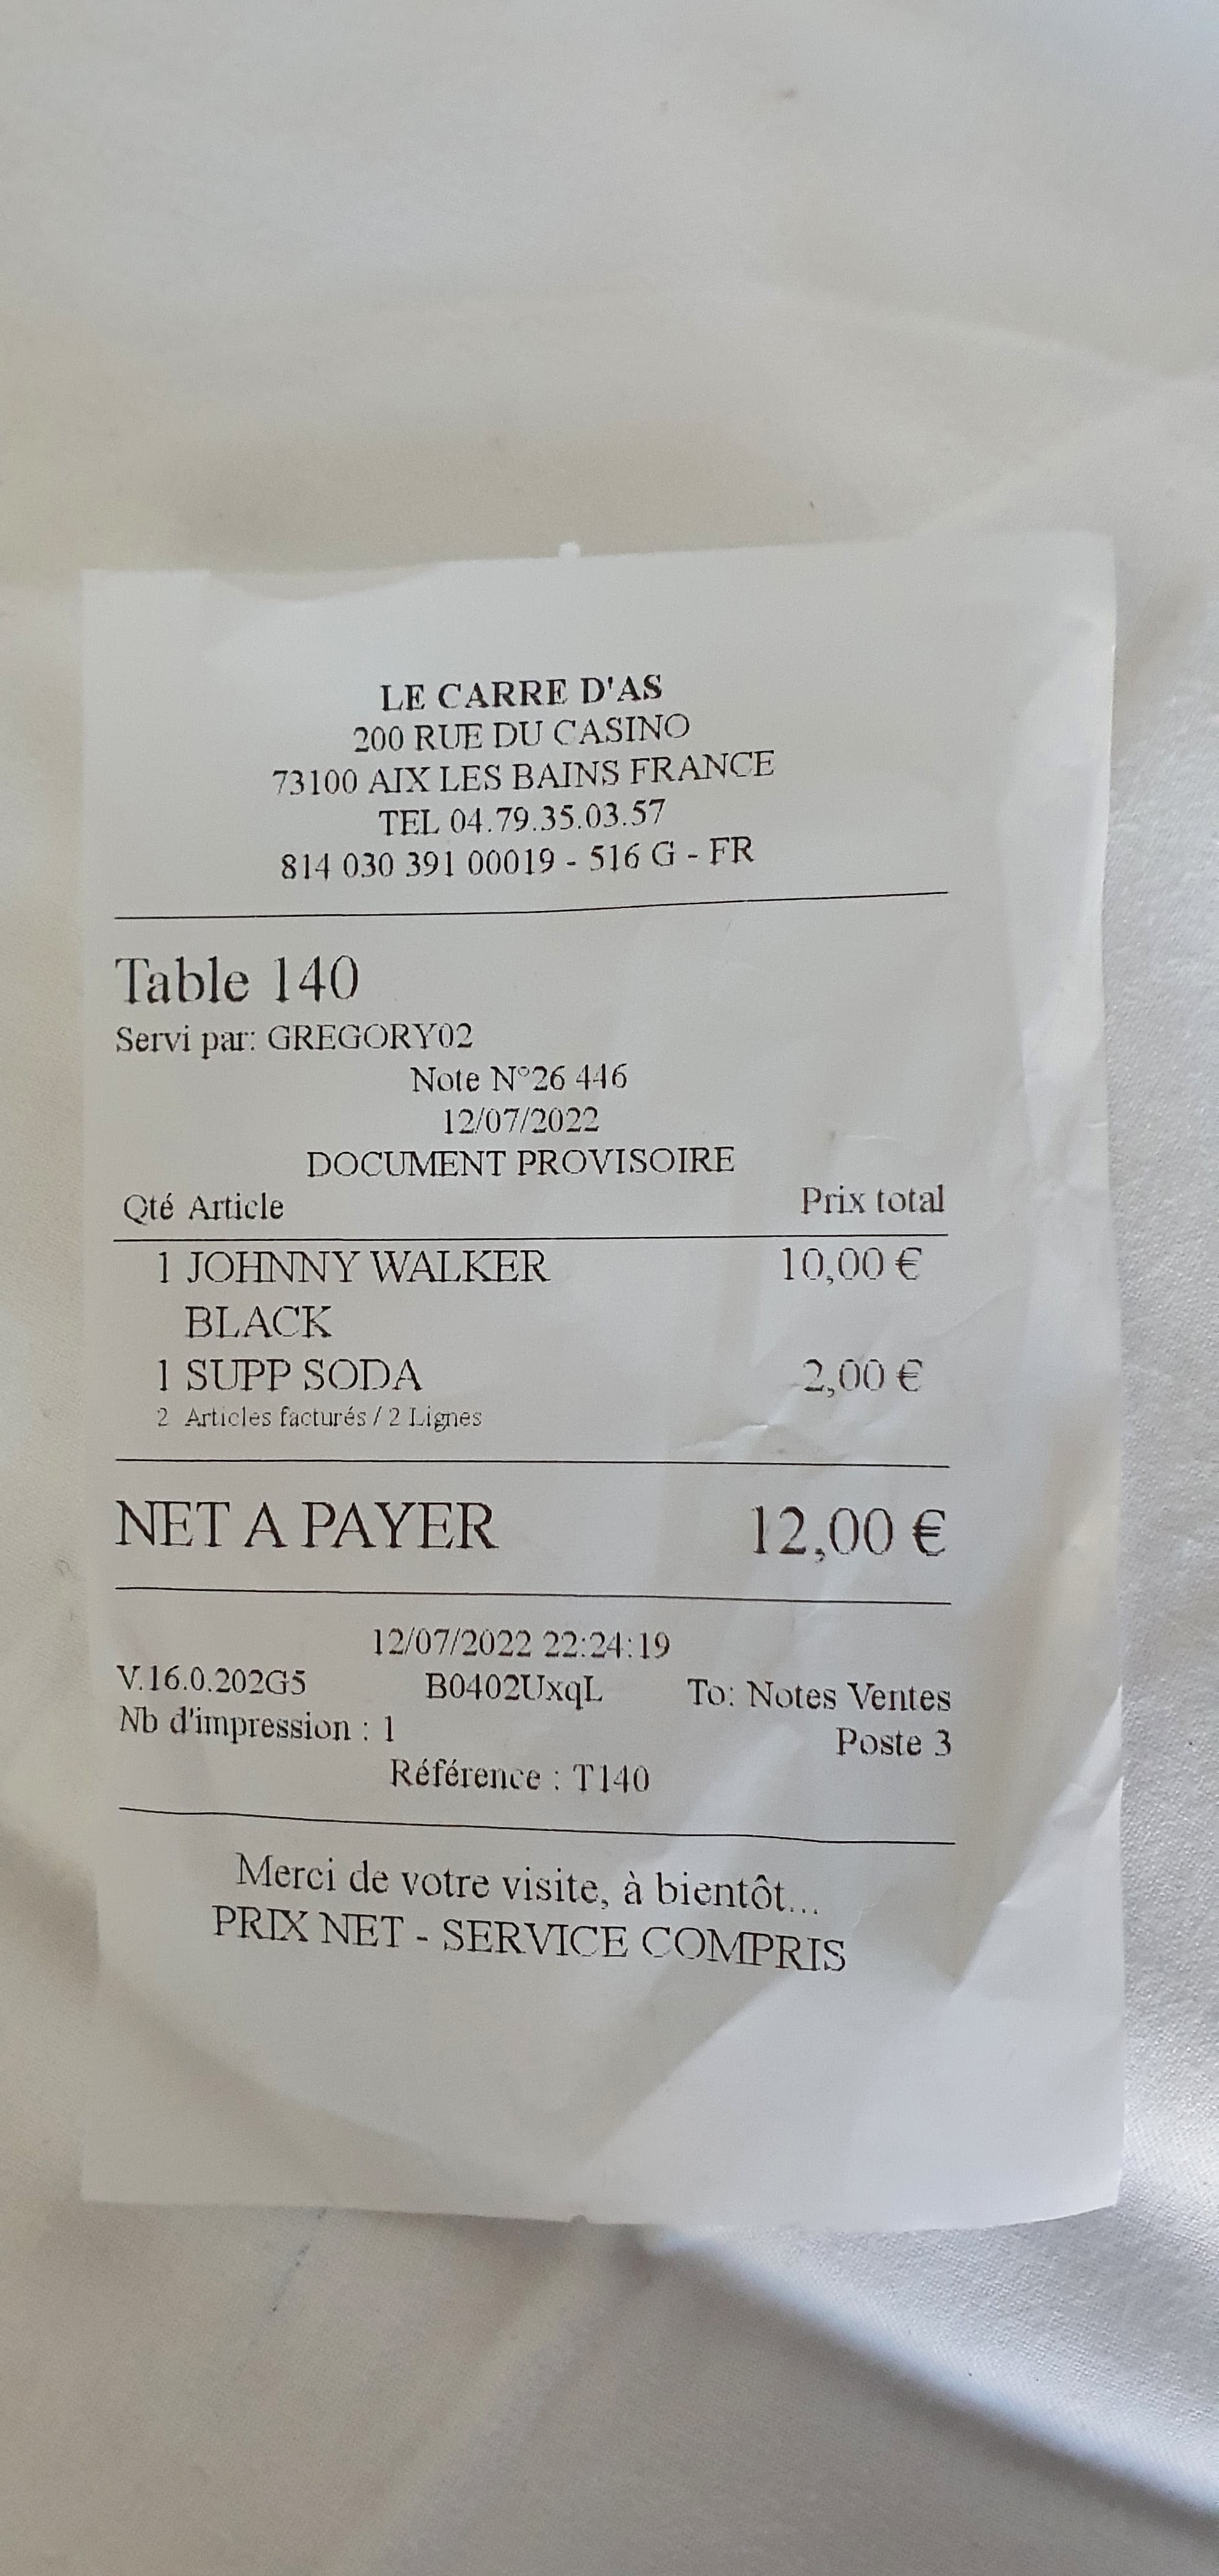 LE CARRE D'AS
200 RUE DU CASINO
73100 AIX LES BAINS FRANCE
TEL 04.79.35.03.57
814 030 391 00019 - 516 G - FR
Table 140
Servi par: GREGORY02
Note N°26 446
12/07/2022
DOCUMENT PROVISOIRE
Qté Article Prix total
1 JOHNNY WALKER 10,00 €
BLACK
1 SUPP SODA 2,00 €
2 Articles facturés / 2 Lignes
NET A PAYER 12,00 €
12/07/2022 22:24:19
V.16.0.202G5 B0402UxqL To: Notes Ventes
Nb d'impression : 1 Poste 3
Référence : T140
Merci de votre visite, à bientôt...
PRIX NET - SERVICE COMPRIS